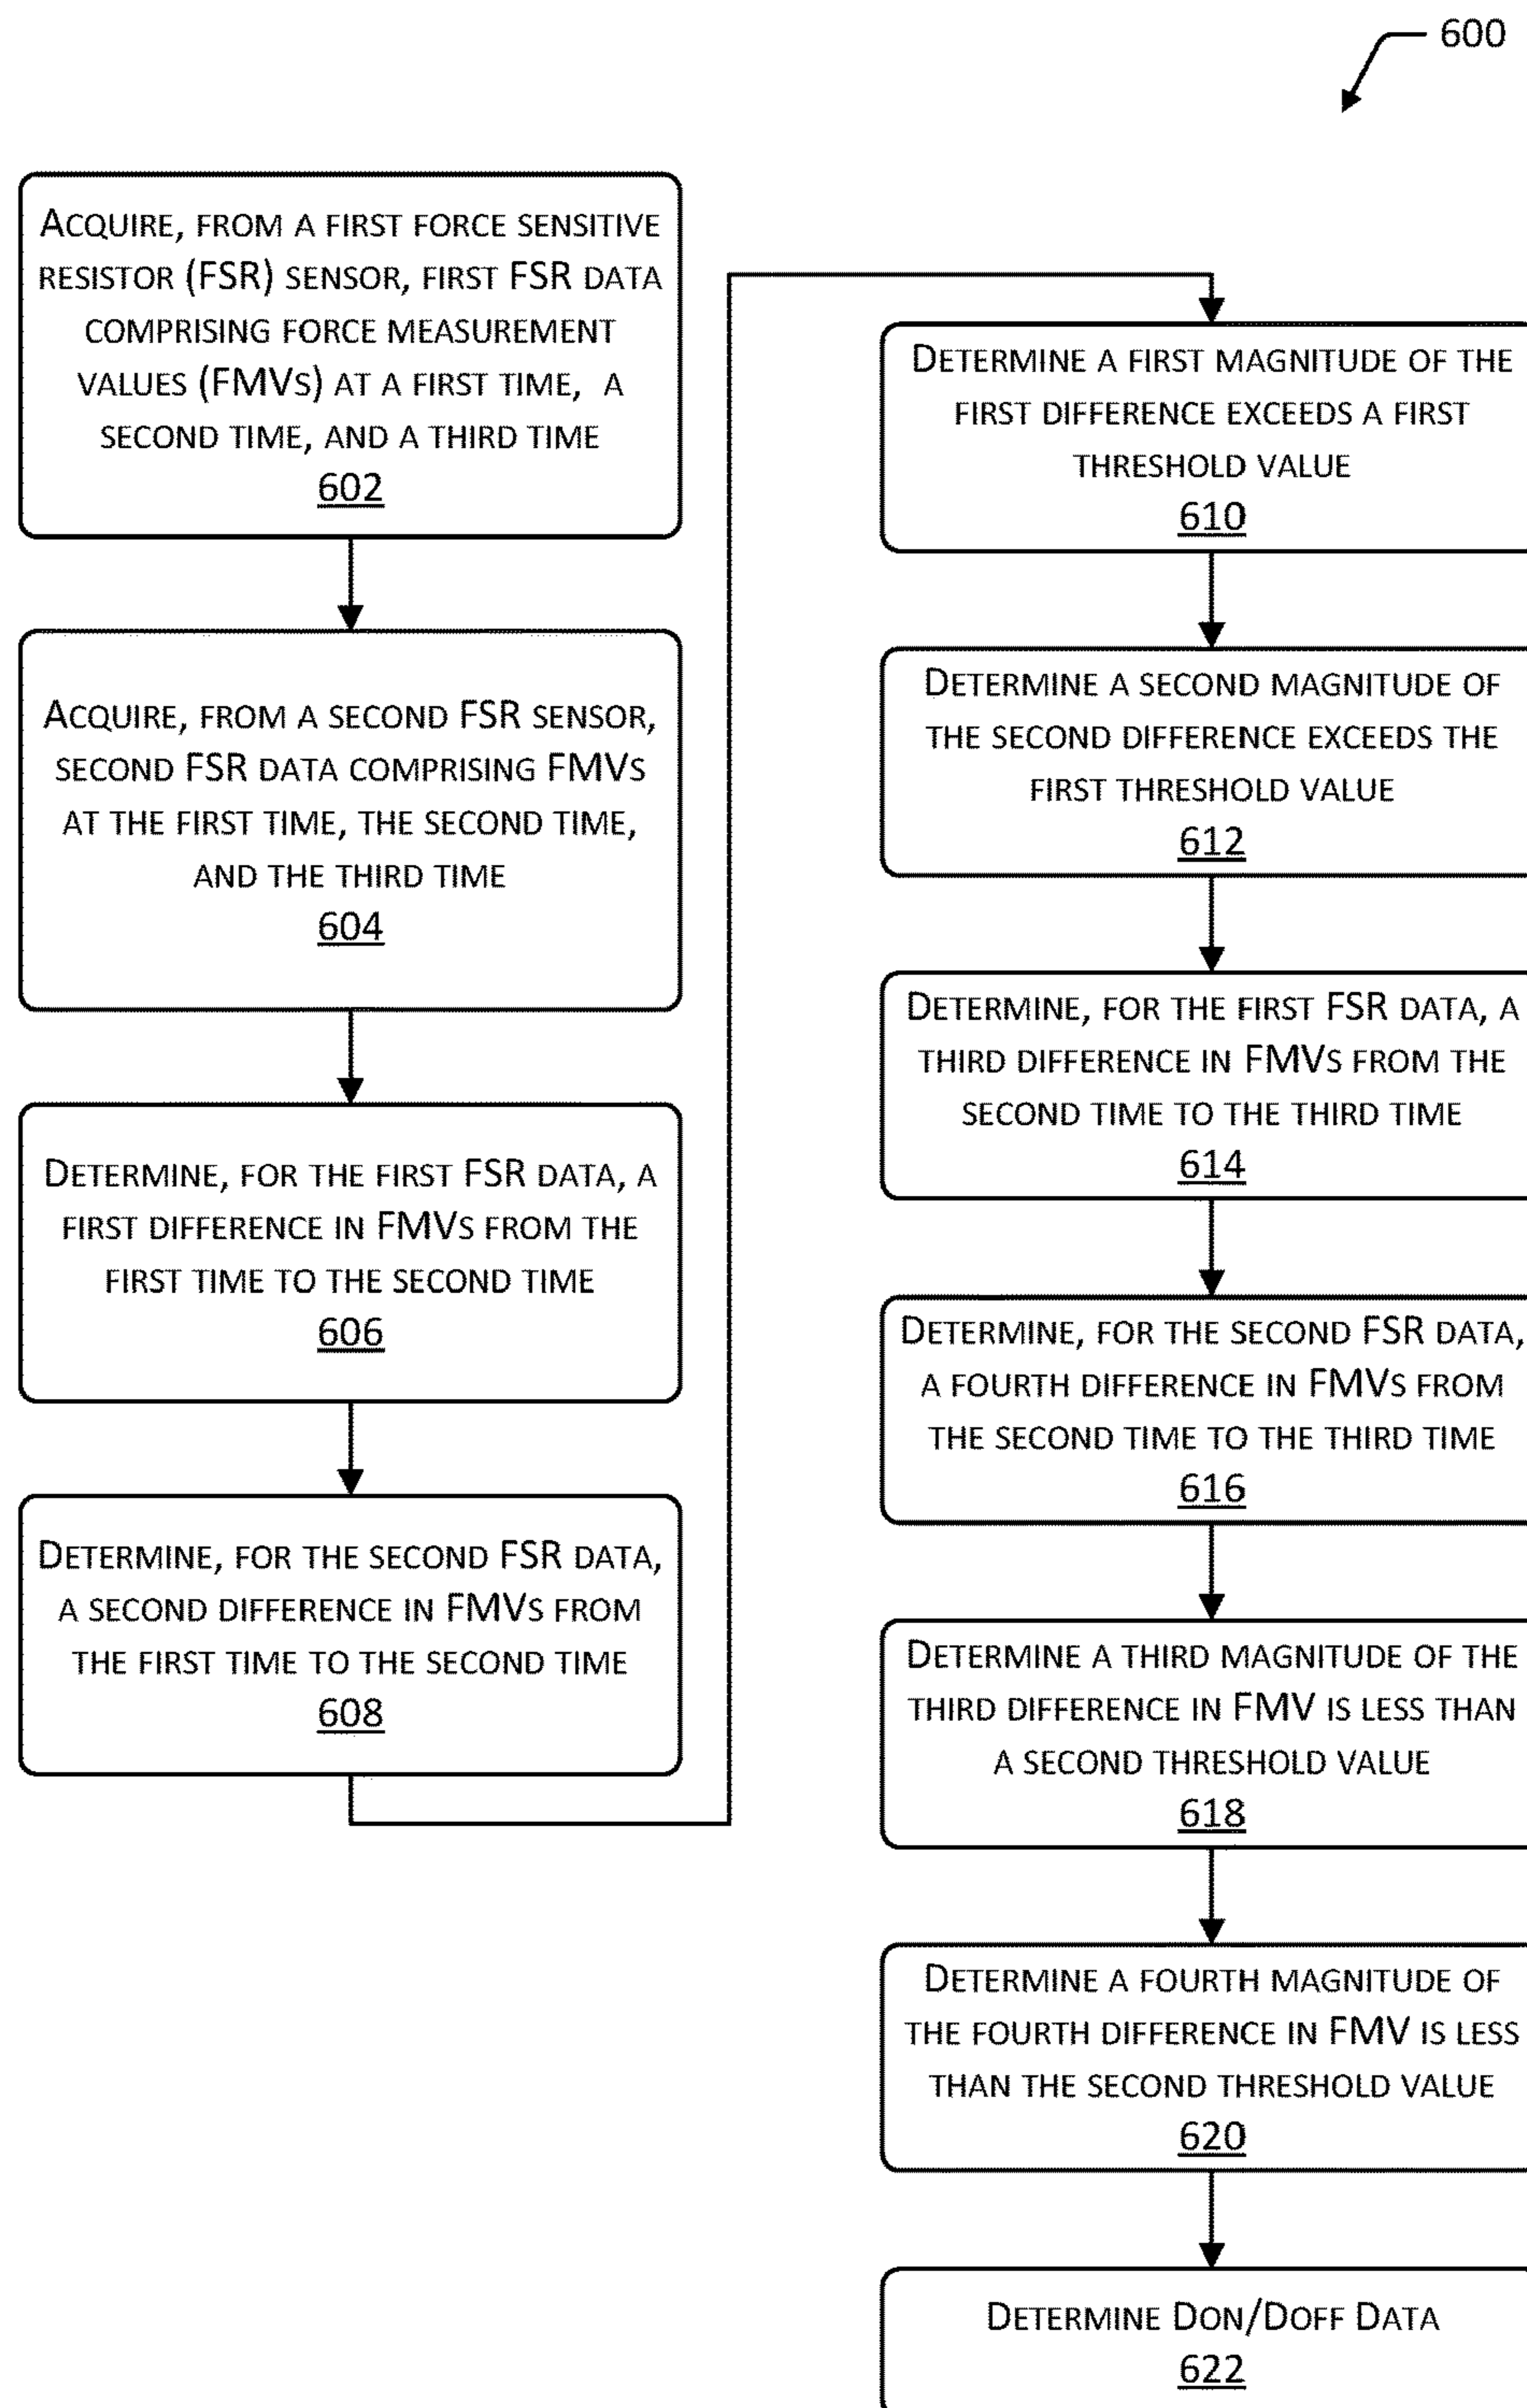 600
ACQUIRE, FROM A FIRST FORCE SENSITIVE
RESISTOR (FSR) SENSOR, FIRST FSR DATA
COMPRISING FORCE MEASUREMENT
VALUES (FMVS) AT A FIRST TIME, A
SECOND TIME, AND A THIRD TIME
602
ACQUIRE, FROM A SECOND FSR SENSOR,
SECOND FSR DATA COMPRISING FMVS
AT THE FIRST TIME, THE SECOND TIME,
AND THE THIRD TIME
604
DETERMINE, FOR THE FIRST FSR DATA, A
FIRST DIFFERENCE IN FMVS FROM THE
FIRST TIME TO THE SECOND TIME
606
DETERMINE, FOR THE SECOND FSR DATA,
A SECOND DIFFERENCE IN FMVS FROM
THE FIRST TIME TO THE SECOND TIME
608
DETERMINE A FIRST MAGNITUDE OF THE
FIRST DIFFERENCE EXCEEDS A FIRST
THRESHOLD VALUE
610
DETERMINE A SECOND MAGNITUDE OF
THE SECOND DIFFERENCE EXCEEDS THE
FIRST THRESHOLD VALUE
612
DETERMINE, FOR THE FIRST FSR DATA, A
THIRD DIFFERENCE IN FMVS FROM THE
SECOND TIME TO THE THIRD TIME
614
DETERMINE, FOR THE SECOND FSR DATA,
A FOURTH DIFFERENCE IN FMVS FROM
THE SECOND TIME TO THE THIRD TIME
616
DETERMINE A THIRD MAGNITUDE OF THE
THIRD DIFFERENCE IN FMV IS LESS THAN
A SECOND THRESHOLD VALUE
618
DETERMINE A FOURTH MAGNITUDE OF
THE FOURTH DIFFERENCE IN FMV IS LESS
THAN THE SECOND THRESHOLD VALUE
620
DETERMINE DON/DOFF DATA
622